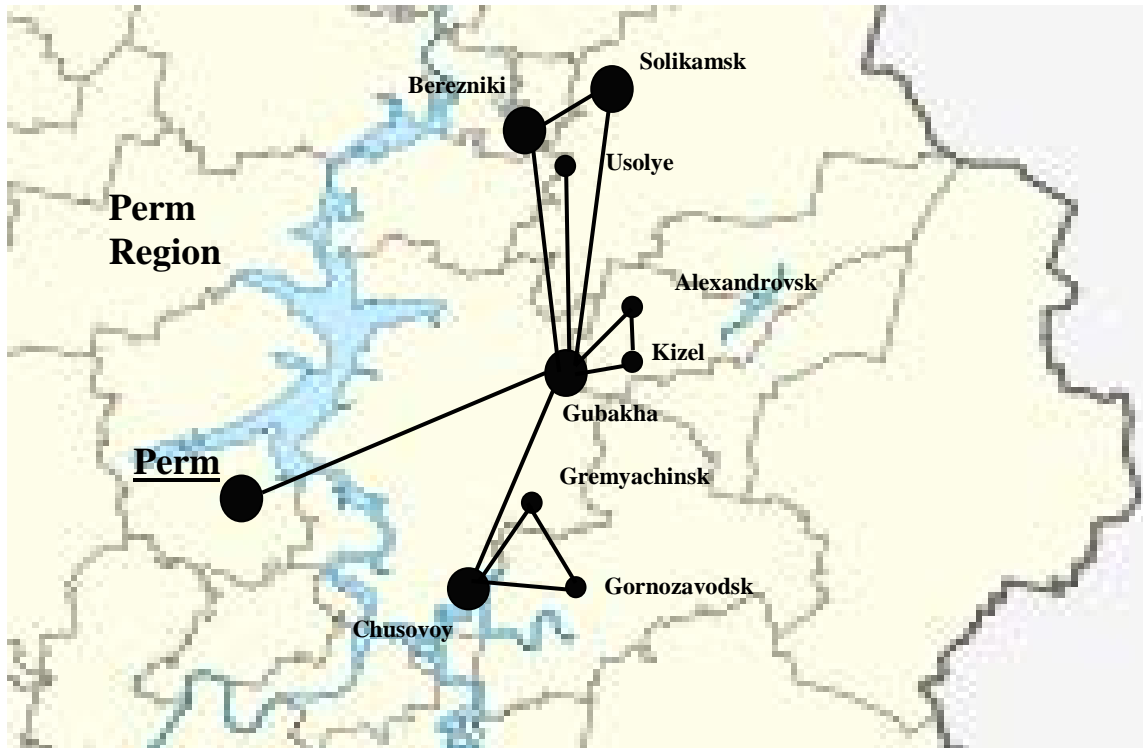 Solikamsk
Berezniki
Usolye
Perm
Region
Alexandrovsk
Kizel
Gubakha
Perm
Gremyachinsk
Gornozavodsk
Chusovoy